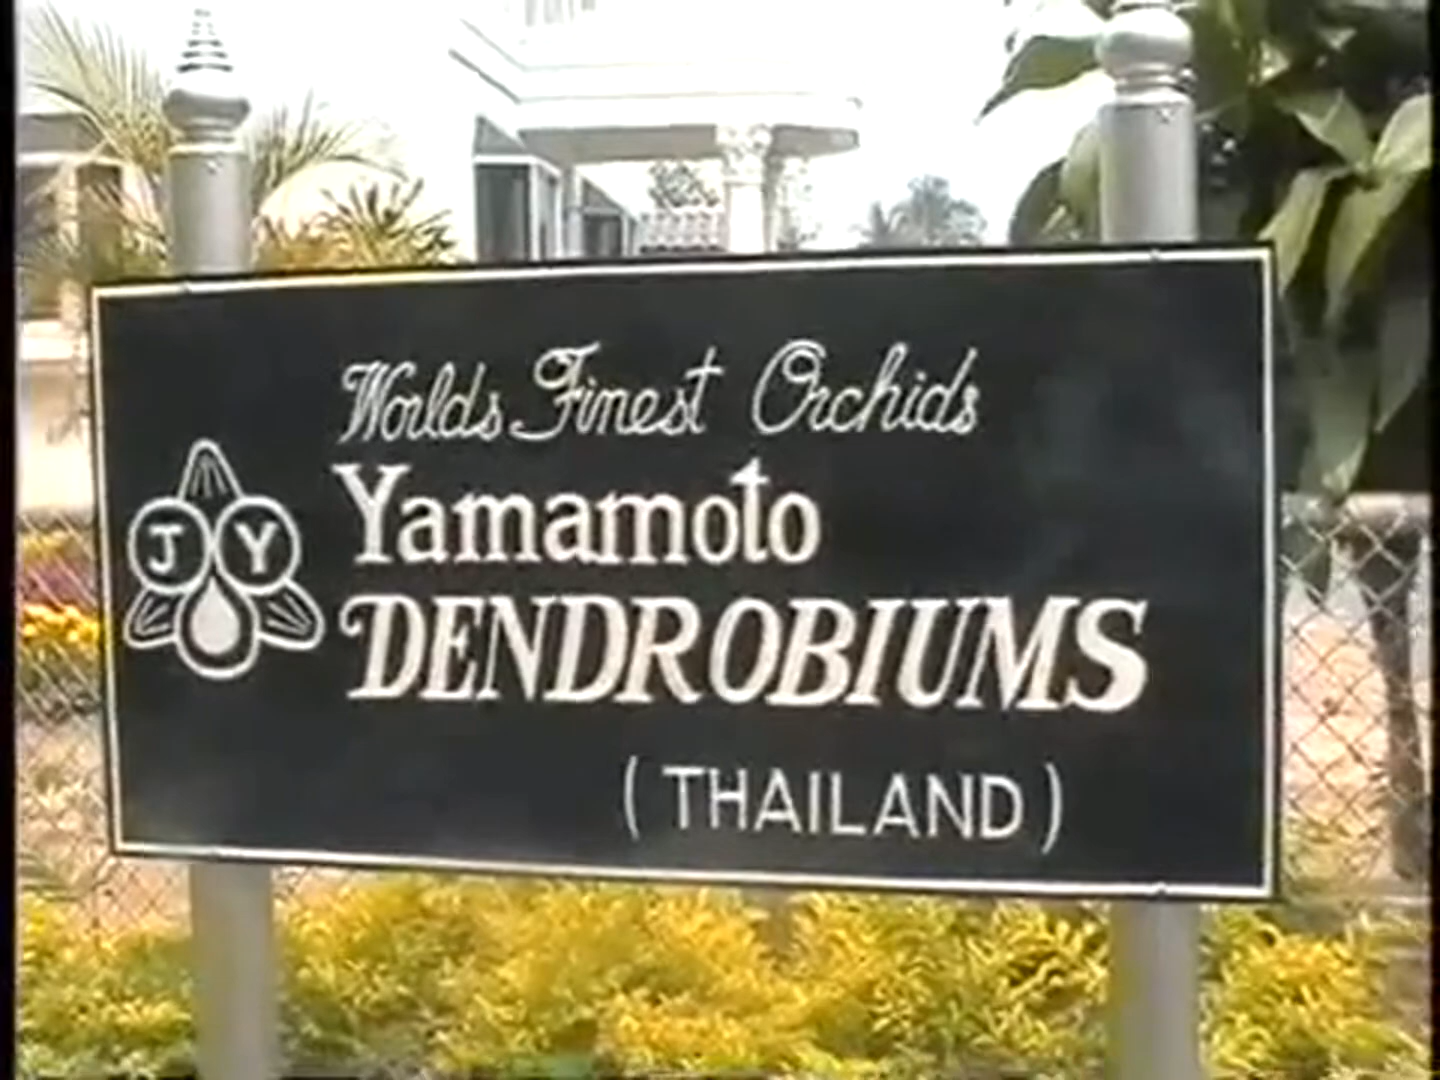 Worlds Finest Orchids
J Y
Yamamoto
DENDROBIUMS
(THAILAND)